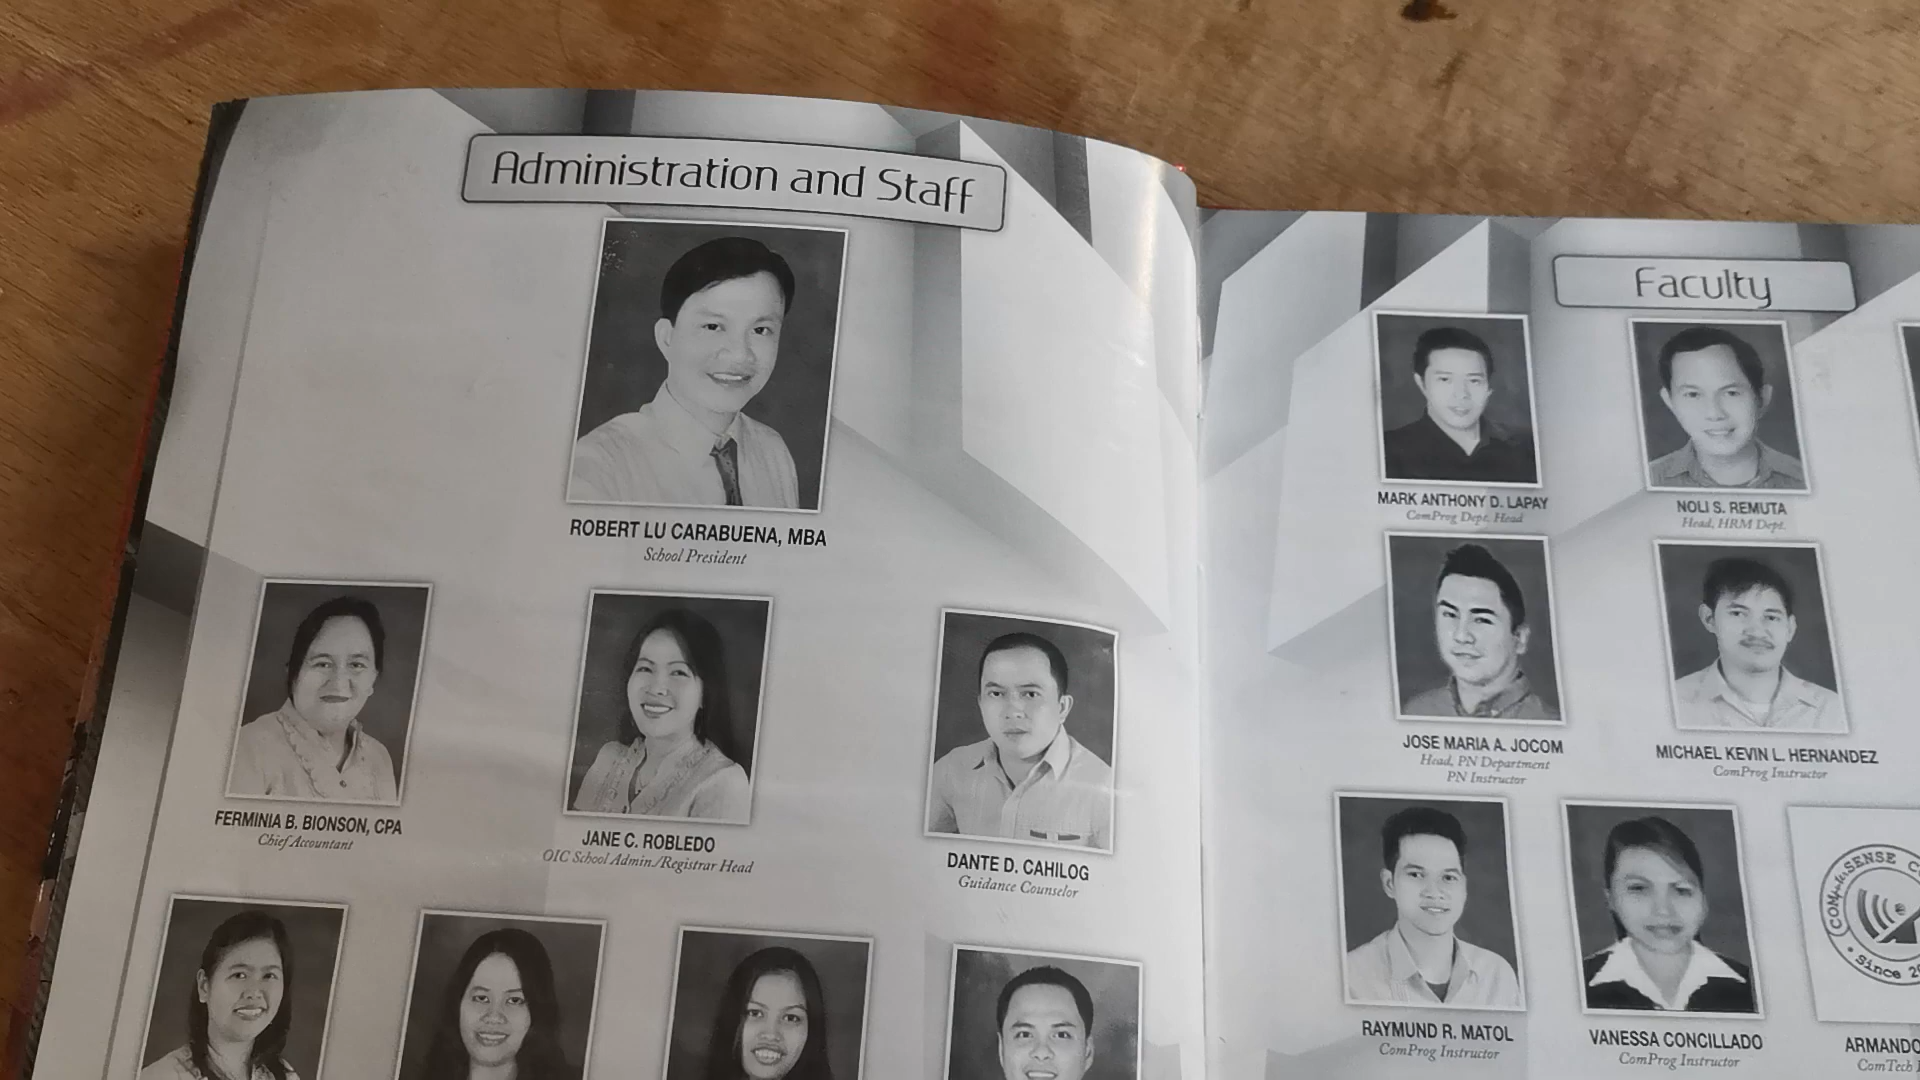 Administration and Staff
ROBERT LU CARABUENA, MBA
School President
FERMINIA B. BIONSON, CPA
Chief Accountant
JANE C. ROBLEDO
OIC School Admin./Registrar Head
DANTE D. CAHILOG
Guidance Counselor
Faculty
MARK ANTHONY D. LAPAY
ComProg Dept. Head
NOLI S. REMUTA
Head, HRM Dept.
JOSE MARIA A. JOCOM
Head, PN Department
PN Instructor
MICHAEL KEVIN L. HERNANDEZ
ComProg Instructor
RAYMUND R. MATOL
ComProg Instructor
VANESSA CONCILLADO
ComProg Instructor
COMputerSENSE
Since
ARMANDO
ComTech